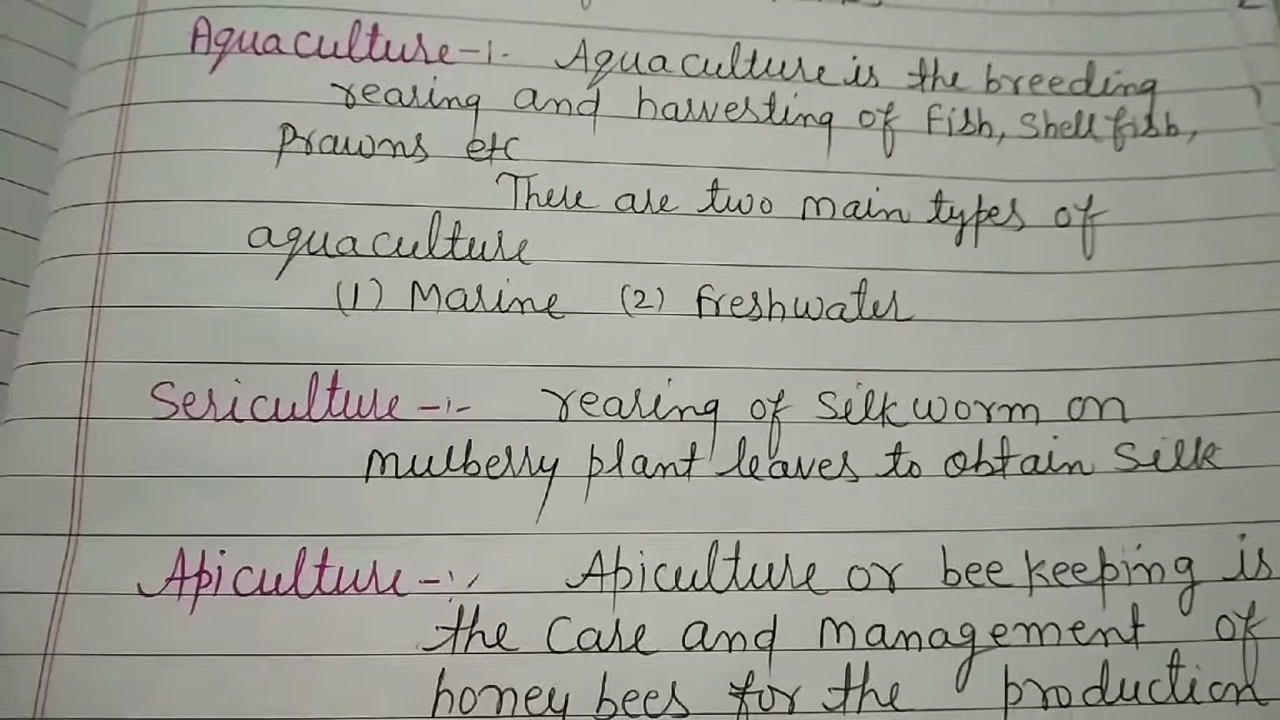 Aquaculture -:- Aquaculture is the breeding
rearing and harvesting of Fish, Shellfish,
Prawns etc
There are two main types of
aquaculture
(1) Marine (2) freshwater
Sericulture -:- rearing of silkworm on
mulberry plant leaves to obtain silk
Apiculture -:- Apiculture or bee keeping is
the care and management of
honey bees for the production